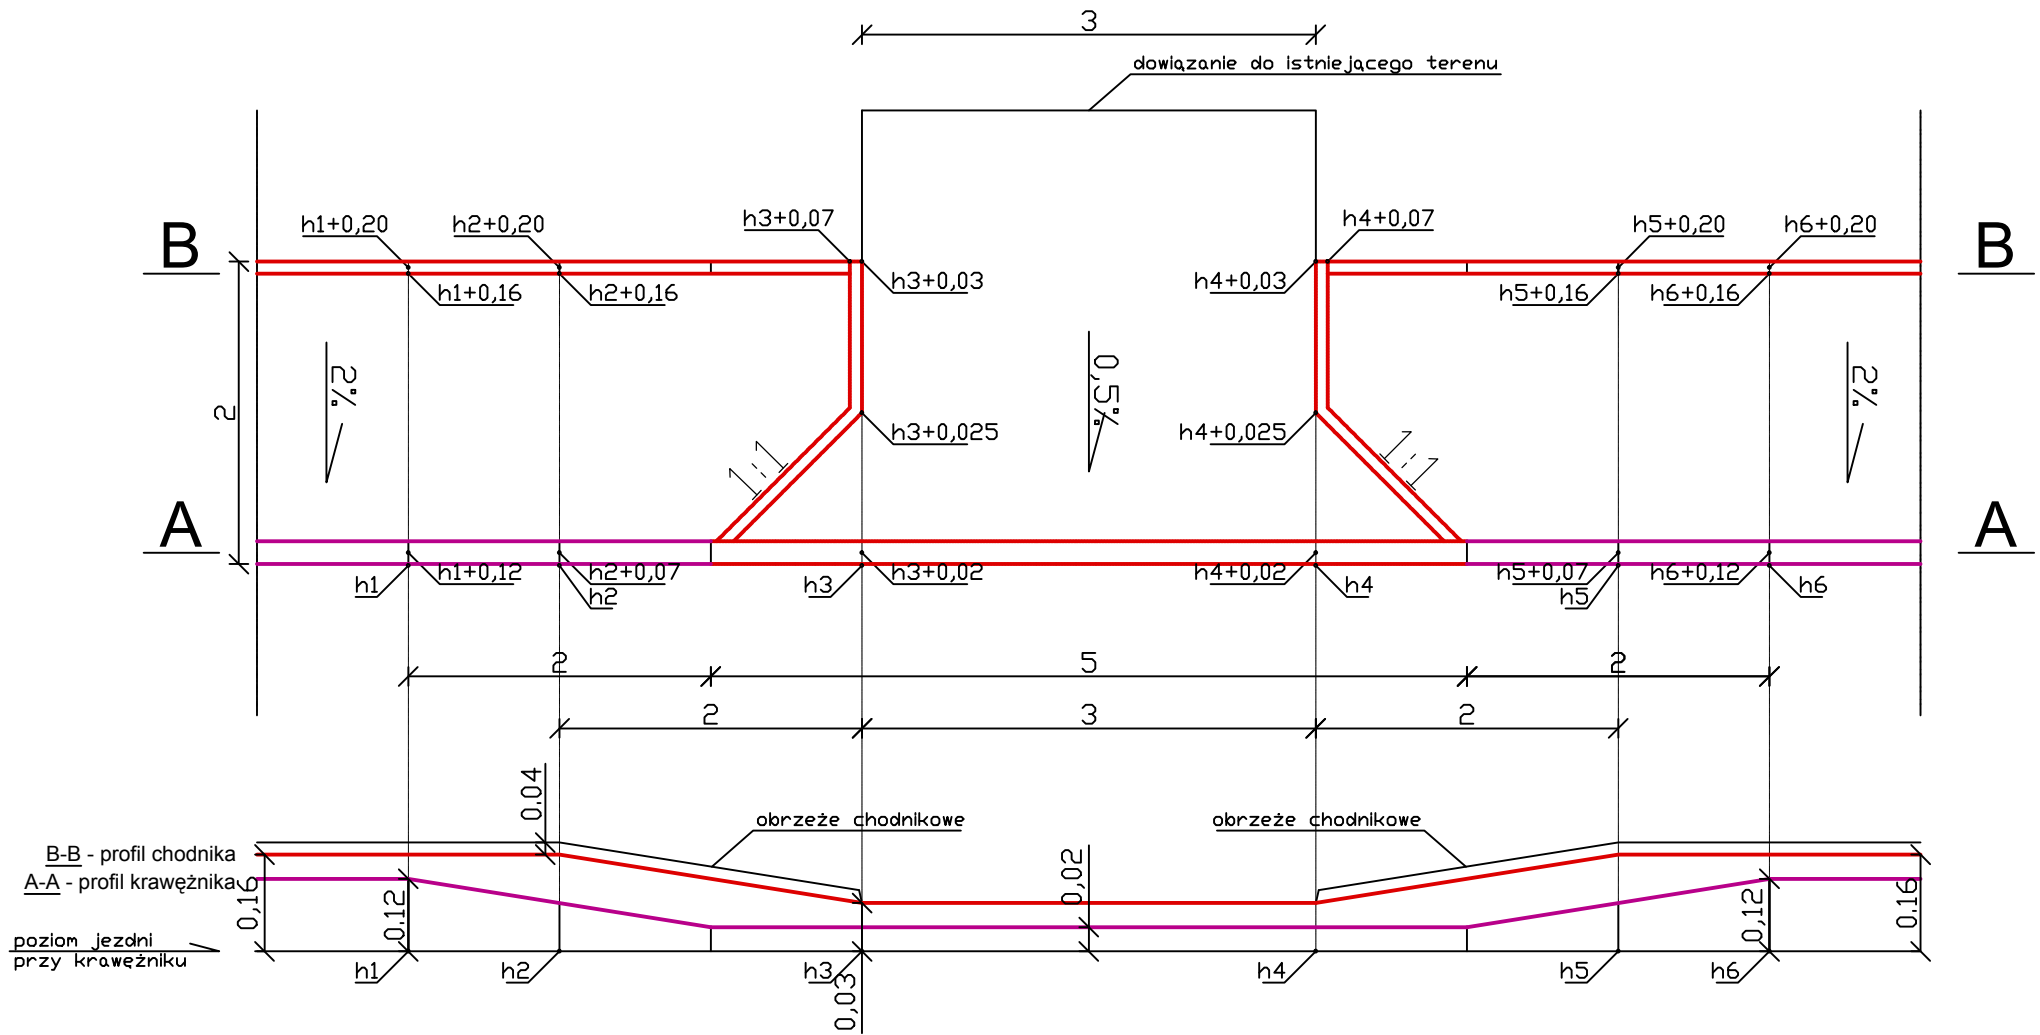 3
dowiązanie do istniejącego terenu
h1+0,20
h2+0,20
h3+0,07
h4+0,07
h5+0,20
h6+0,20
B
B
h1+0,16
h2+0,16
h3+0,03
h4+0,03
h5+0,16
h6+0,16
2%
0,5%
2%
2
h3+0,025
h4+0,025
1:1
1:1
A
A
h1
h1+0,12
h2+0,07
h2
h3
h3+0,02
h4+0,02
h4
h5+0,07
h5
h6+0,12
h6
2
5
2
2
3
2
0.04
obrzeże chodnikowe
obrzeże chodnikowe
B-B - profil chodnika
A-A - profil krawężnika
0,16
0.12
0,02
0,12
0.16
poziom jezdni
przy krawężniku
h1
h2
h3
h4
h5
h6
0,03